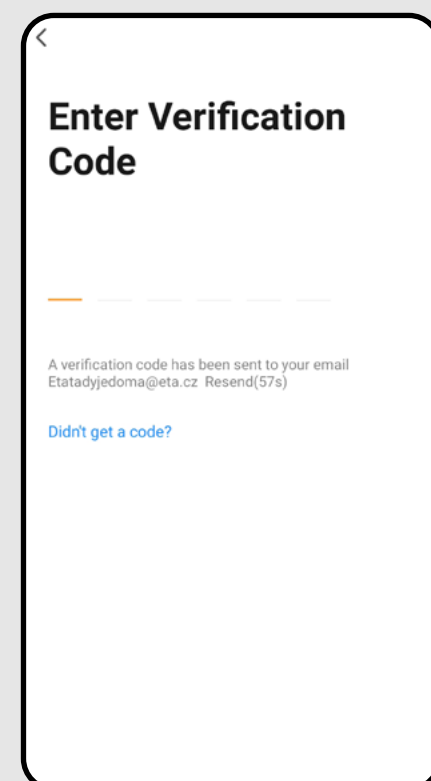 Enter Verification
Code
A verification code has been sent to your email
Etatadyjedoma@eta.cz Resend(57s)
Didn't get a code?